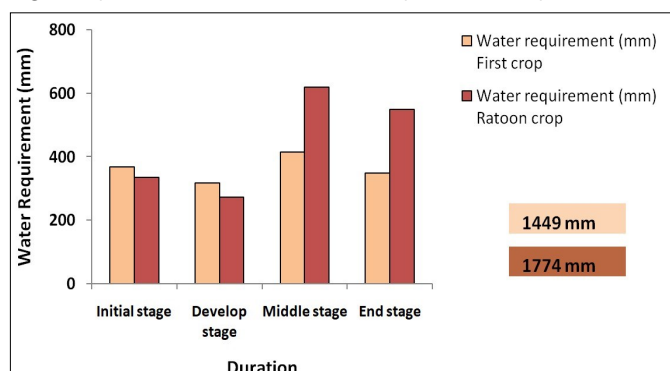 800
600
400
200
0
Water Requirement (mm)
Initial stage
Develop
stage
Middle stage
End stage
Duration
Water requirement (mm)
First crop
Water requirement (mm)
Ratoon crop
1449 mm
1774 mm